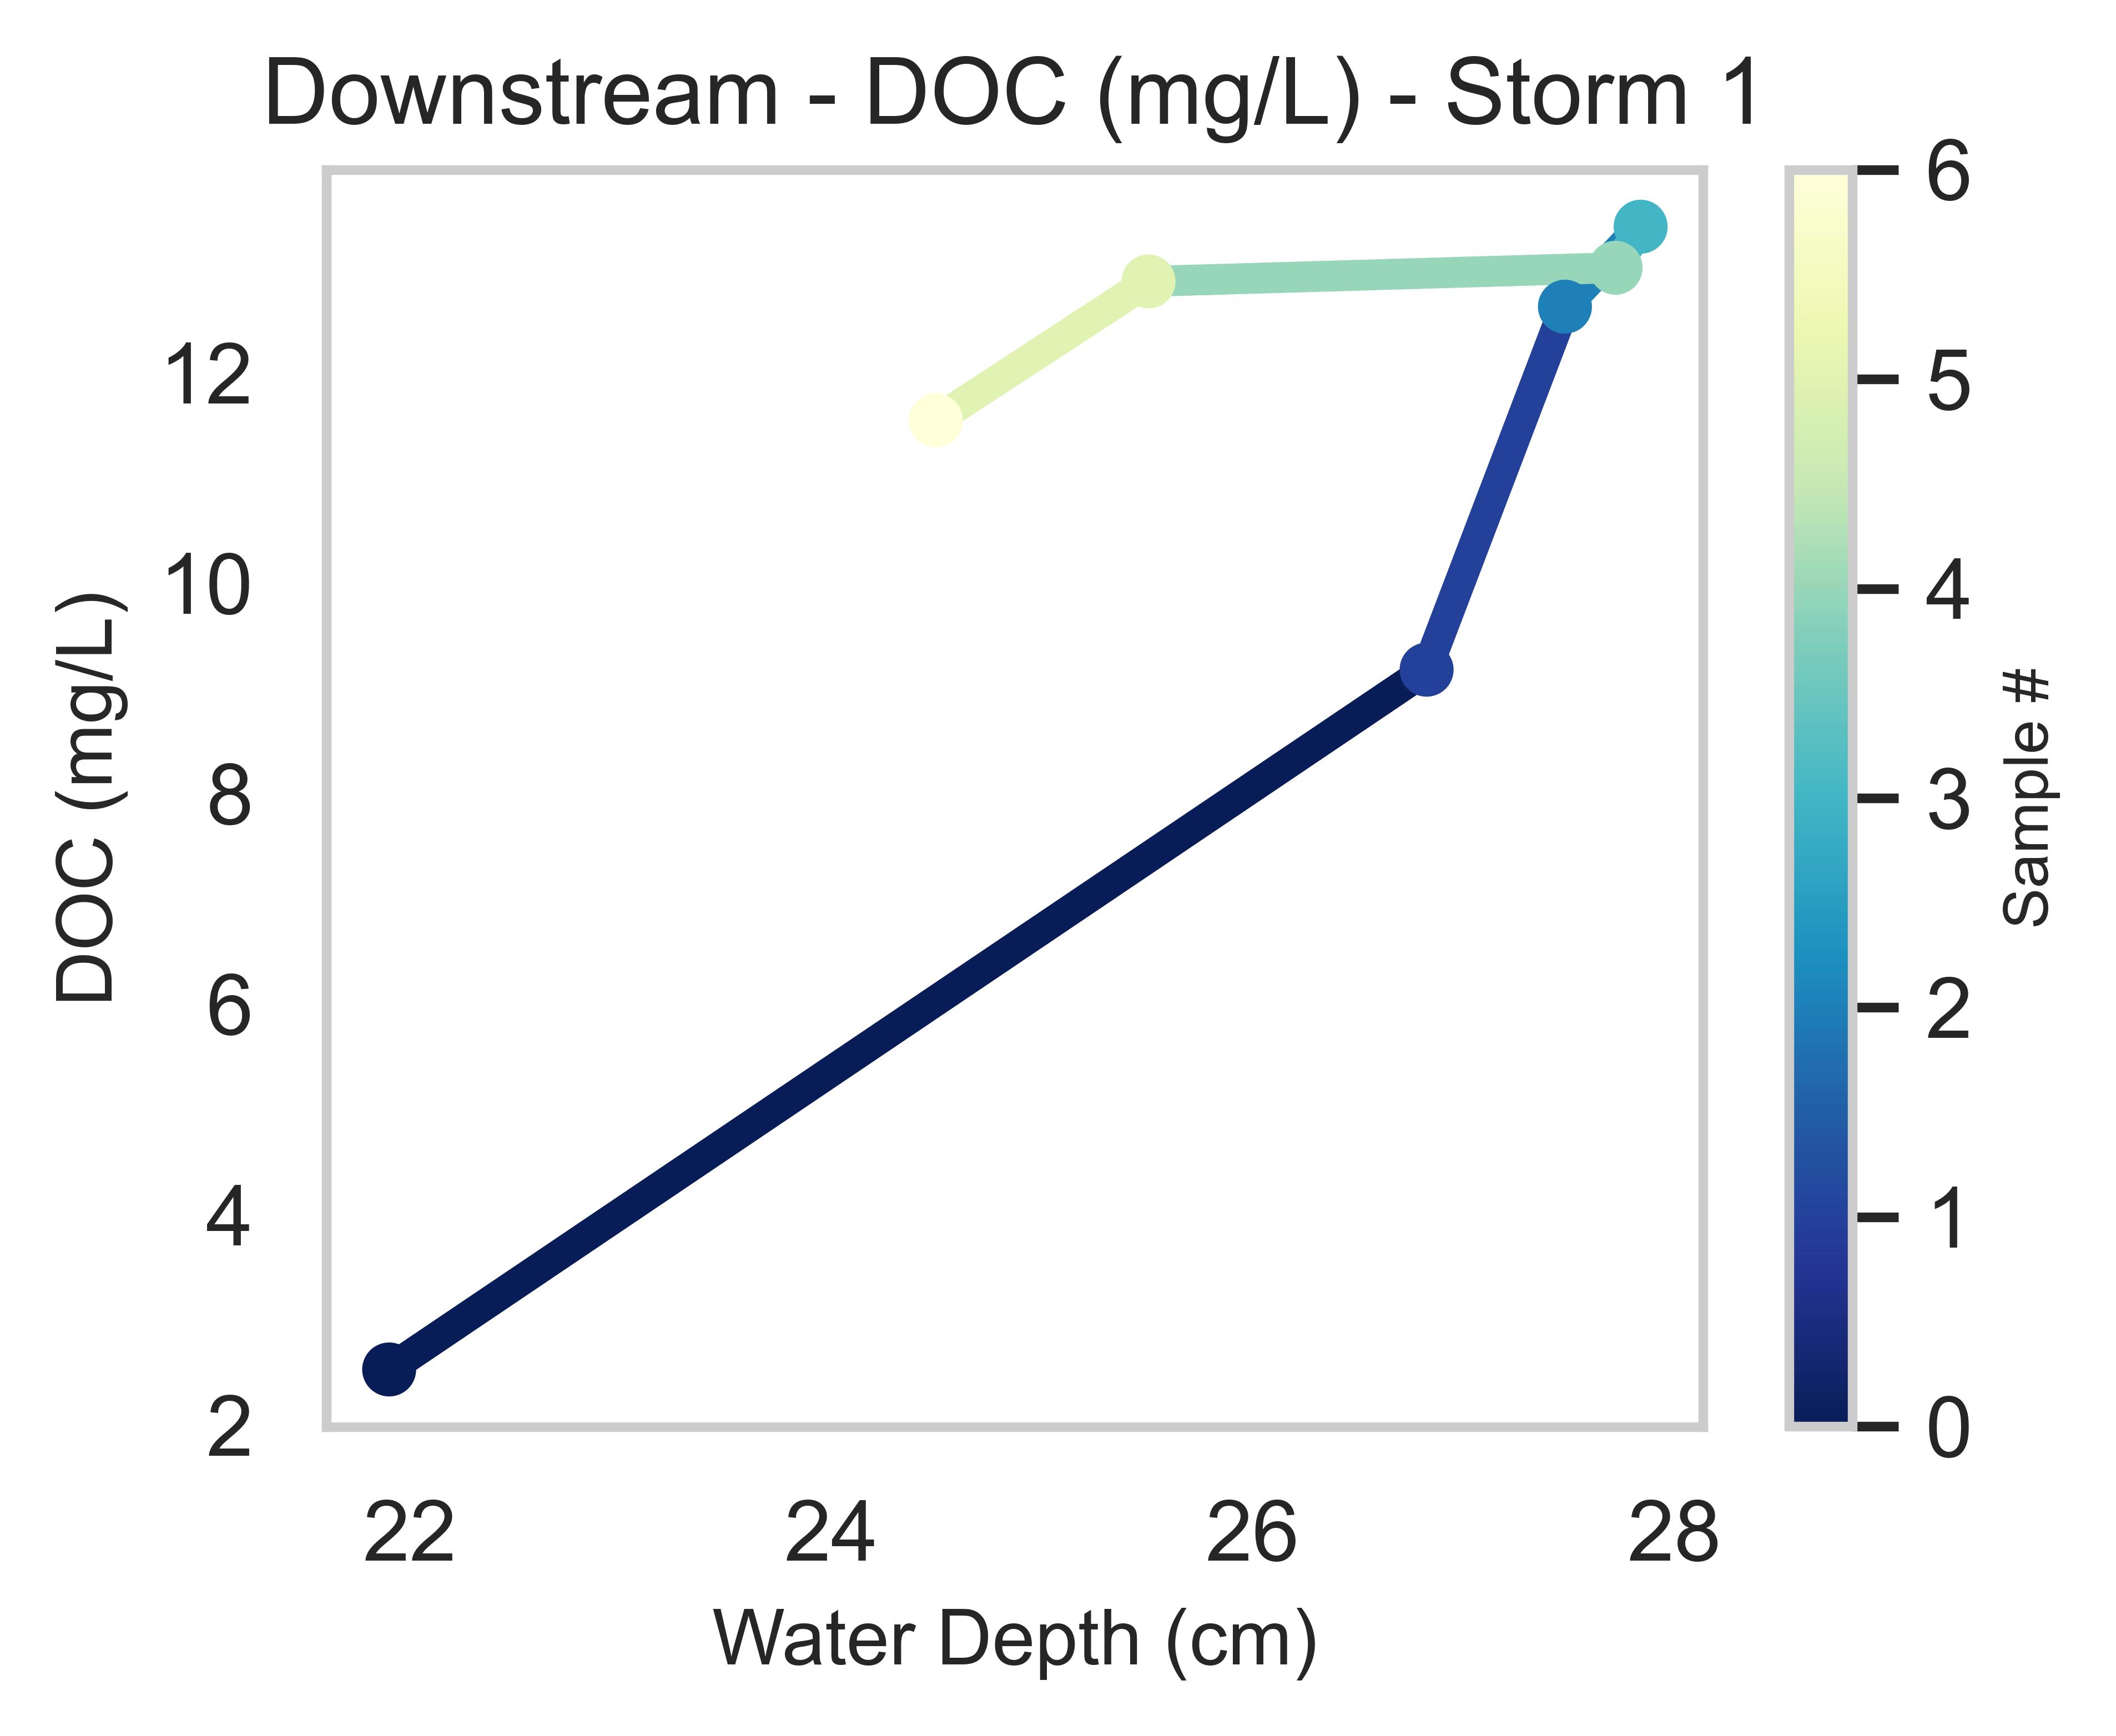 Downstream - DOC (mg/L) - Storm 1
DOC (mg/L)
12
10
8
6
4
2
22 24 26 28
Water Depth (cm)
6
5
4
3
2
1
0
Sample #